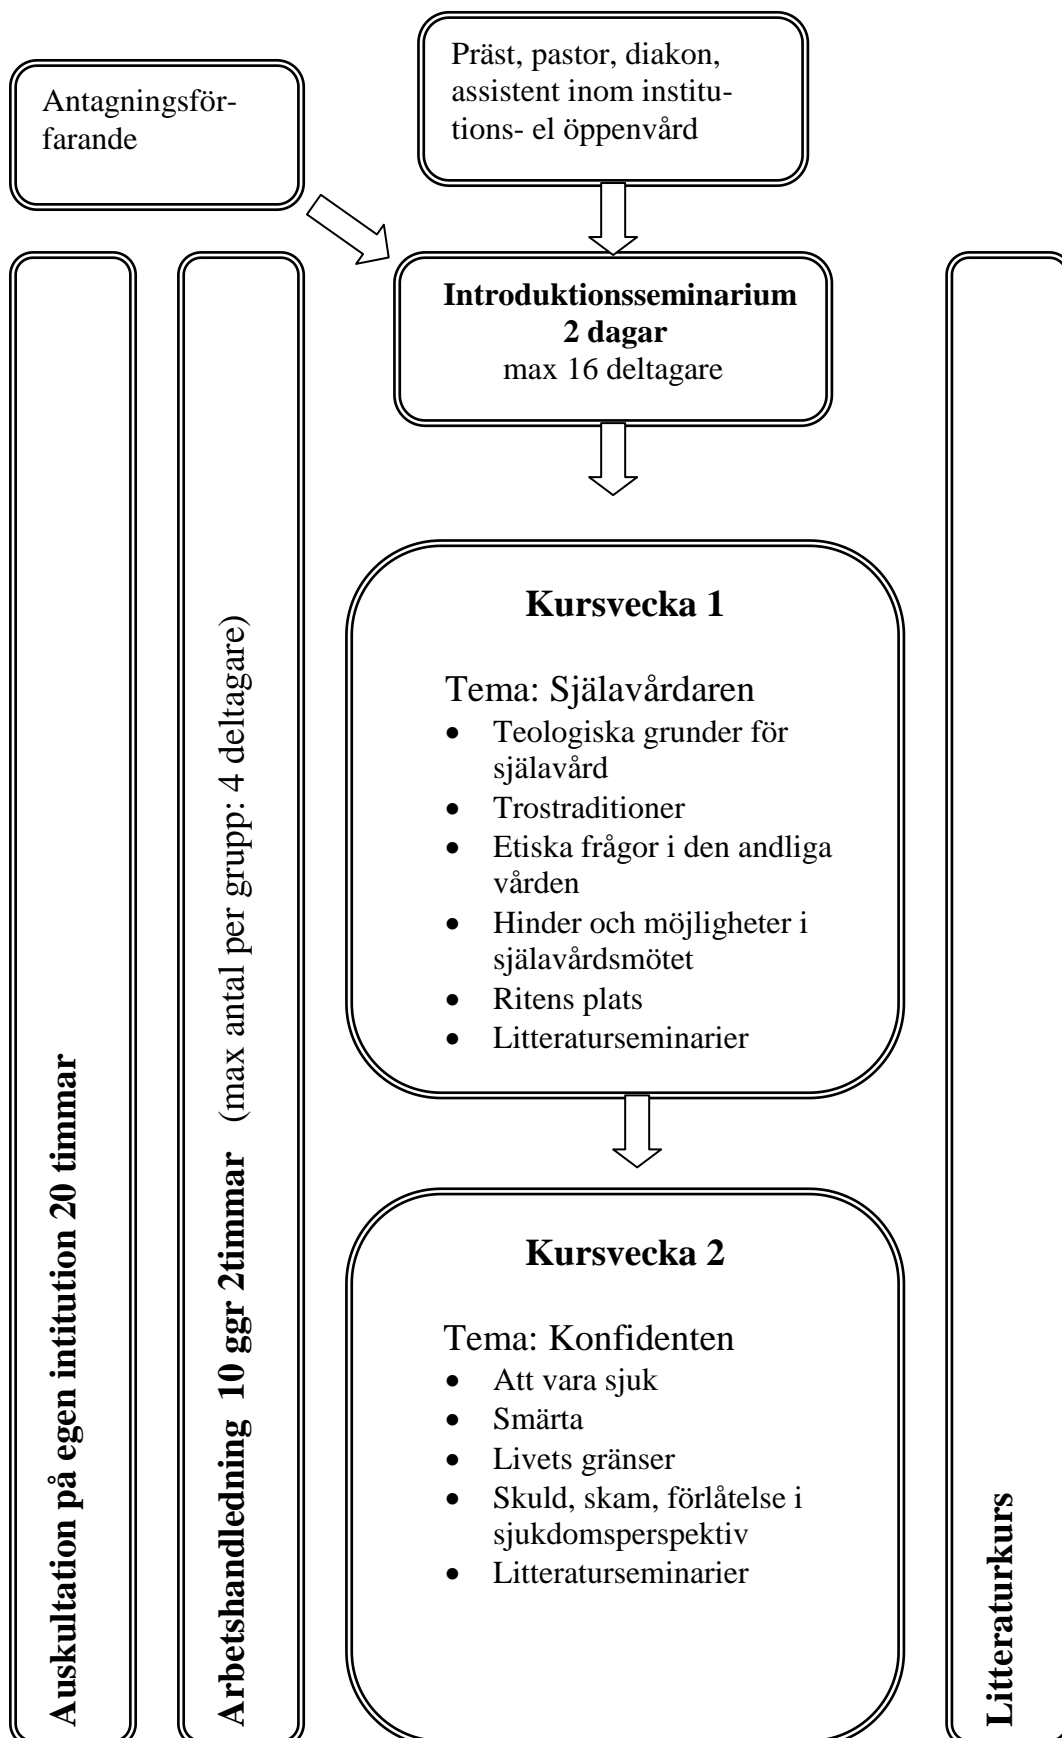 Antagningsför-
farande
Präst, pastor, diakon,
assistent inom institu-
tions- el öppenvård
Introduktionsseminarium
2 dagar
max 16 deltagare
Auskultation på egen intitution 20 timmar
Arbetshandledning 10 ggr 2timmar (max antal per grupp: 4 deltagare)
Kursvecka 1
Tema: Själavårdaren
• Teologiska grunder för
själavård
• Trostraditioner
• Etiska frågor i den andliga
vården
• Hinder och möjligheter i
själavårdsmötet
• Ritens plats
• Litteraturseminarier
Kursvecka 2
Tema: Konfidenten
• Att vara sjuk
• Smärta
• Livets gränser
• Skuld, skam, förlåtelse i
sjukdomsperspektiv
• Litteraturseminarier
Litteraturkurs